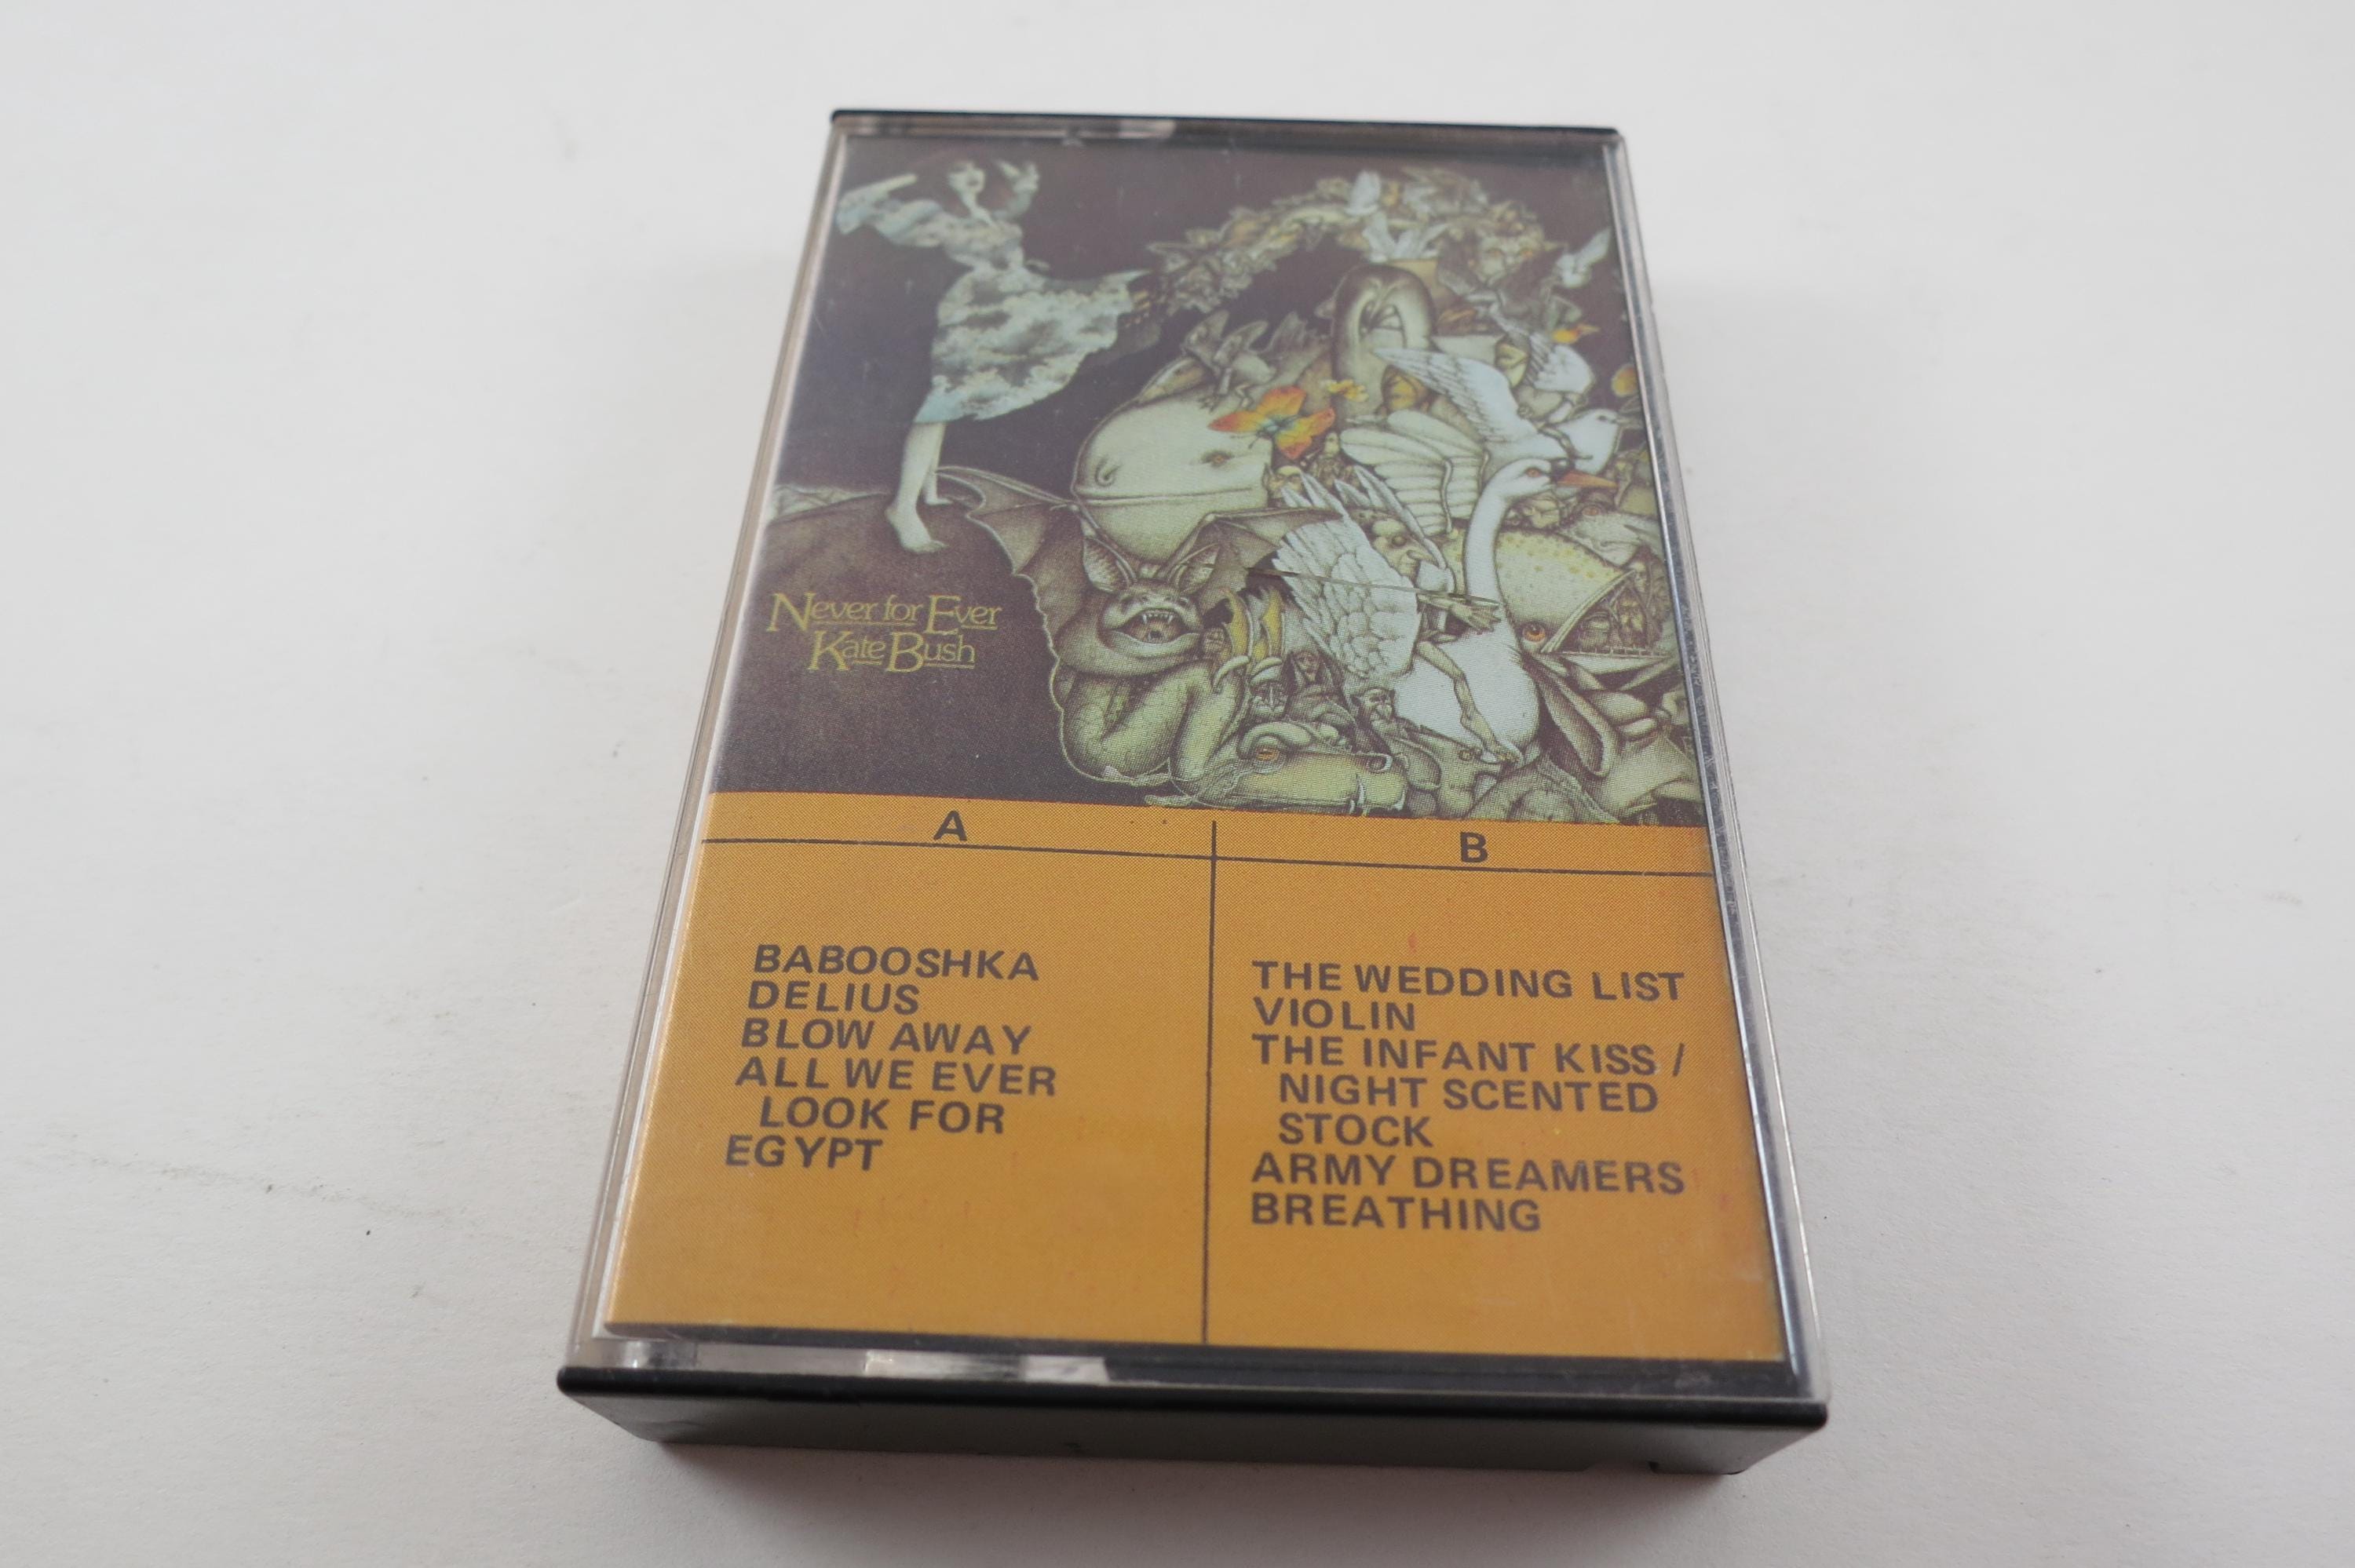 Never for Ever
Kate Bush
A
BABOOSHKA
DELIUS
BLOW AWAY
ALL WE EVER
LOOK FOR
EGYPT
B
THE WEDDING LIST
VIOLIN
THE INFANT KISS /
NIGHT SCENTED
STOCK
ARMY DREAMERS
BREATHING